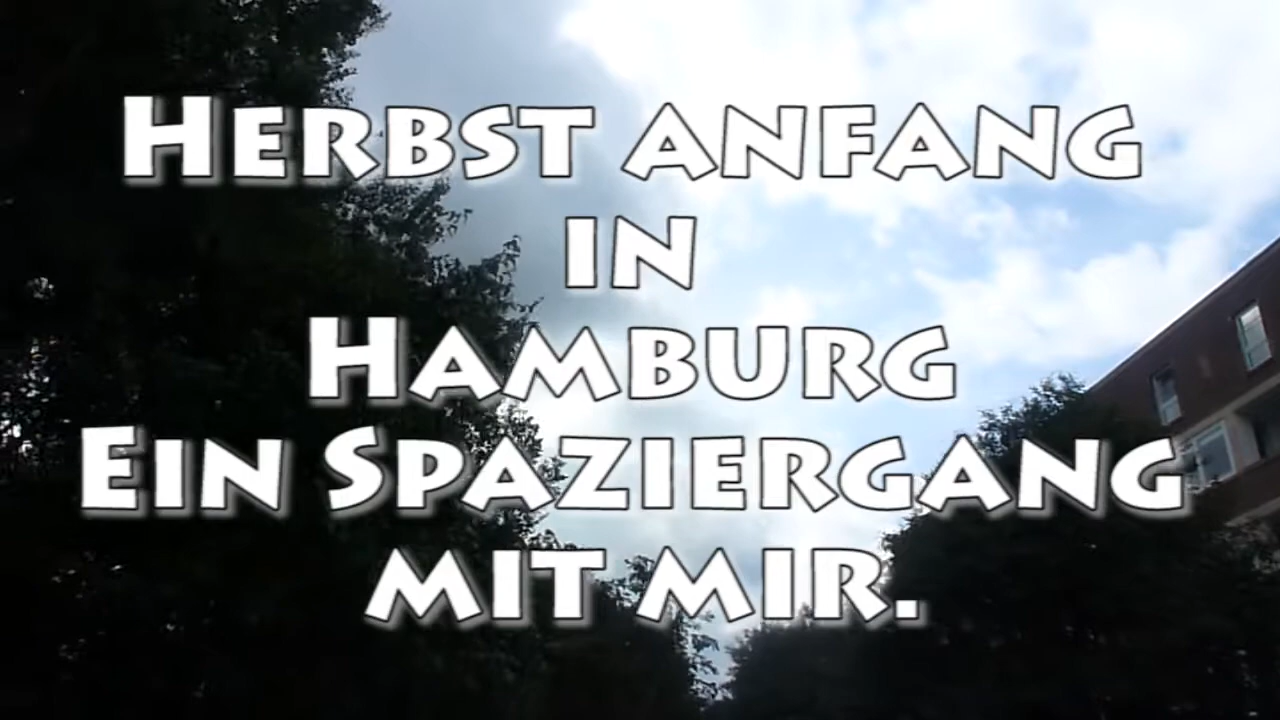 Herbst anfang
in
Hamburg
Ein Spaziergang
mit mir.